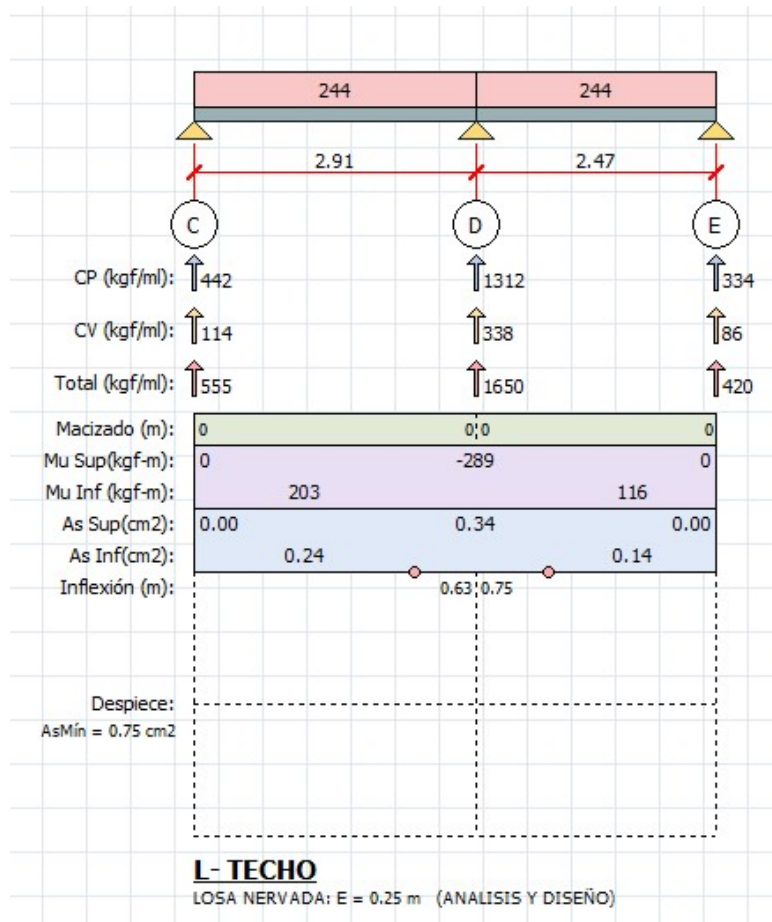 244 244
2.91 2.47
C D E
CP (kgf/ml): 442 1312 334
CV (kgf/ml): 114 338 86
Total (kgf/ml): 555 1650 420
Macizado (m): 0 0 0 0
Mu Sup(kgf-m): 0 -289 0
Mu Inf (kgf-m): 203 116
As Sup(cm2): 0.00 0.34 0.00
As Inf(cm2): 0.24 0.14
Inflexión (m): 0.63 0.75
Despiece:
AsMín = 0.75 cm2
L- TECHO
LOSA NERVADA: E = 0.25 m (ANALISIS Y DISEÑO)